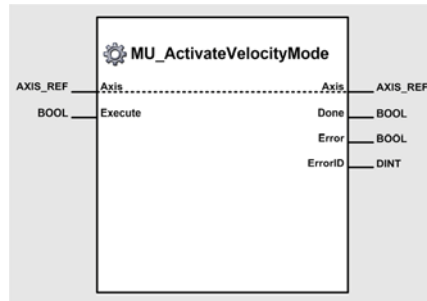 MU_ActivateVelocityMode
AXIS_REF Axis Axis AXIS_REF
BOOL Execute Done BOOL
Error BOOL
ErrorID DINT